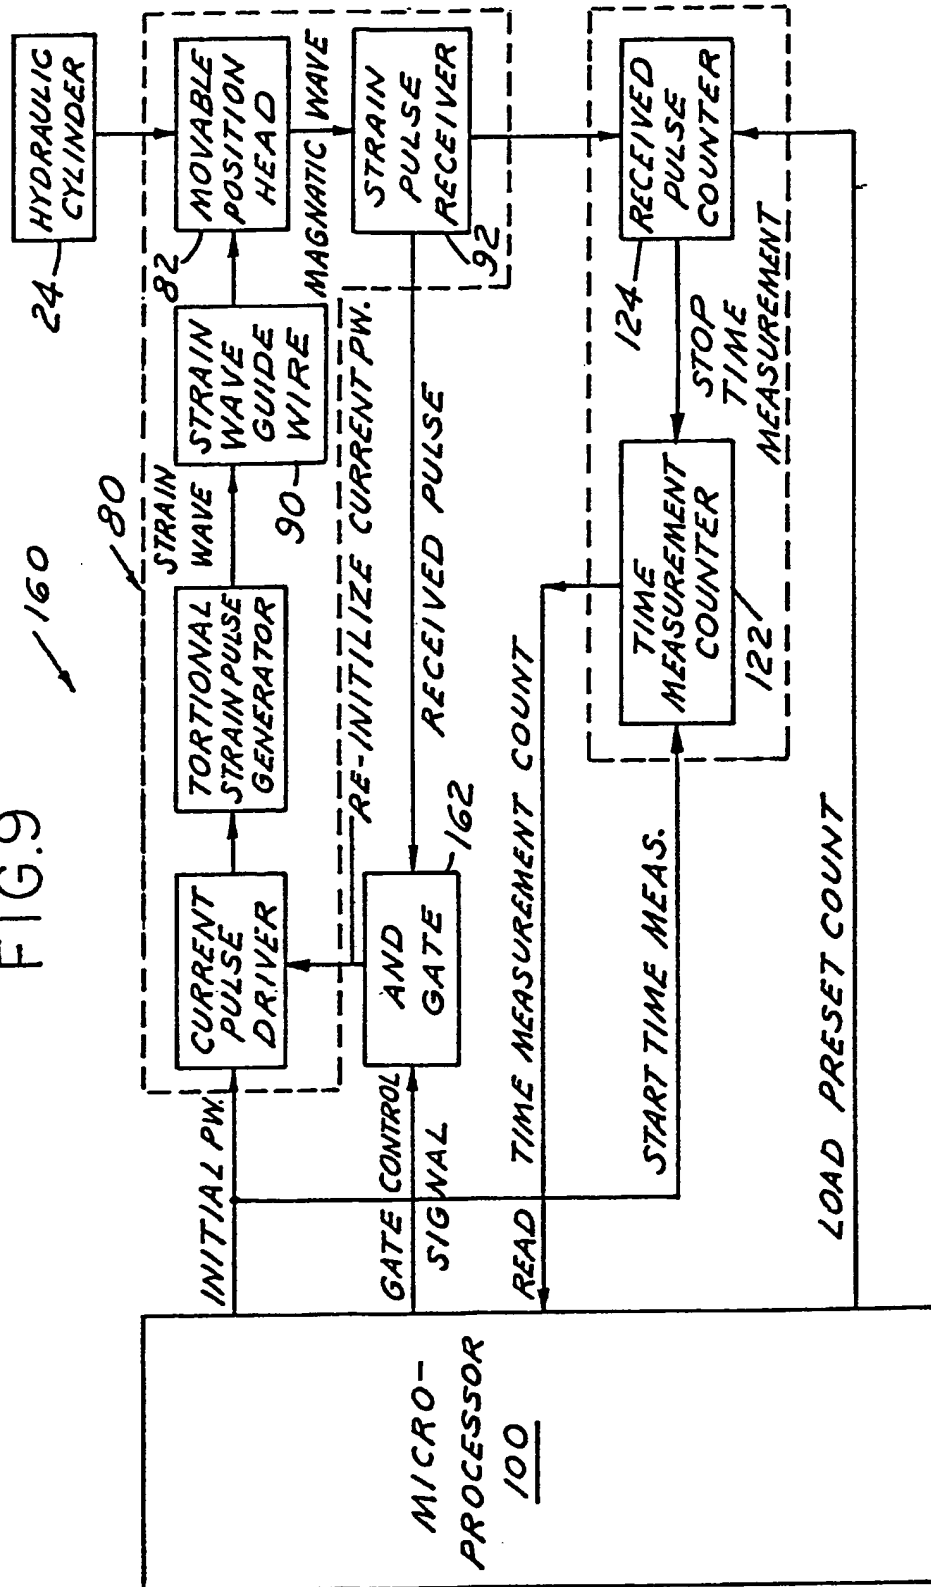 FIG.9
160
80
HYDRAULIC
CYLINDER
24
CURRENT
PULSE
DRIVER
TORTIONAL
STRAIN PULSE
GENERATOR
STRAIN
WAVE
STRAIN
WAVE
GUIDE
WIRE
90
MOVABLE
POSITION
HEAD
82
MAGNATIC WAVE
STRAIN
PULSE
RECEIVER
92
INITIAL PW.
RE-INITILIZE CURRENT PW.
RECEIVED PULSE
AND
GATE
162
GATE CONTROL
SIGNAL
READ TIME MEASUREMENT COUNT
START TIME MEAS.
TIME
MEASUREMENT
COUNTER
122
STOP
TIME
MEASUREMENT
RECEIVED
PULSE
COUNTER
124
LOAD PRESET COUNT
MICRO-
PROCESSOR
100